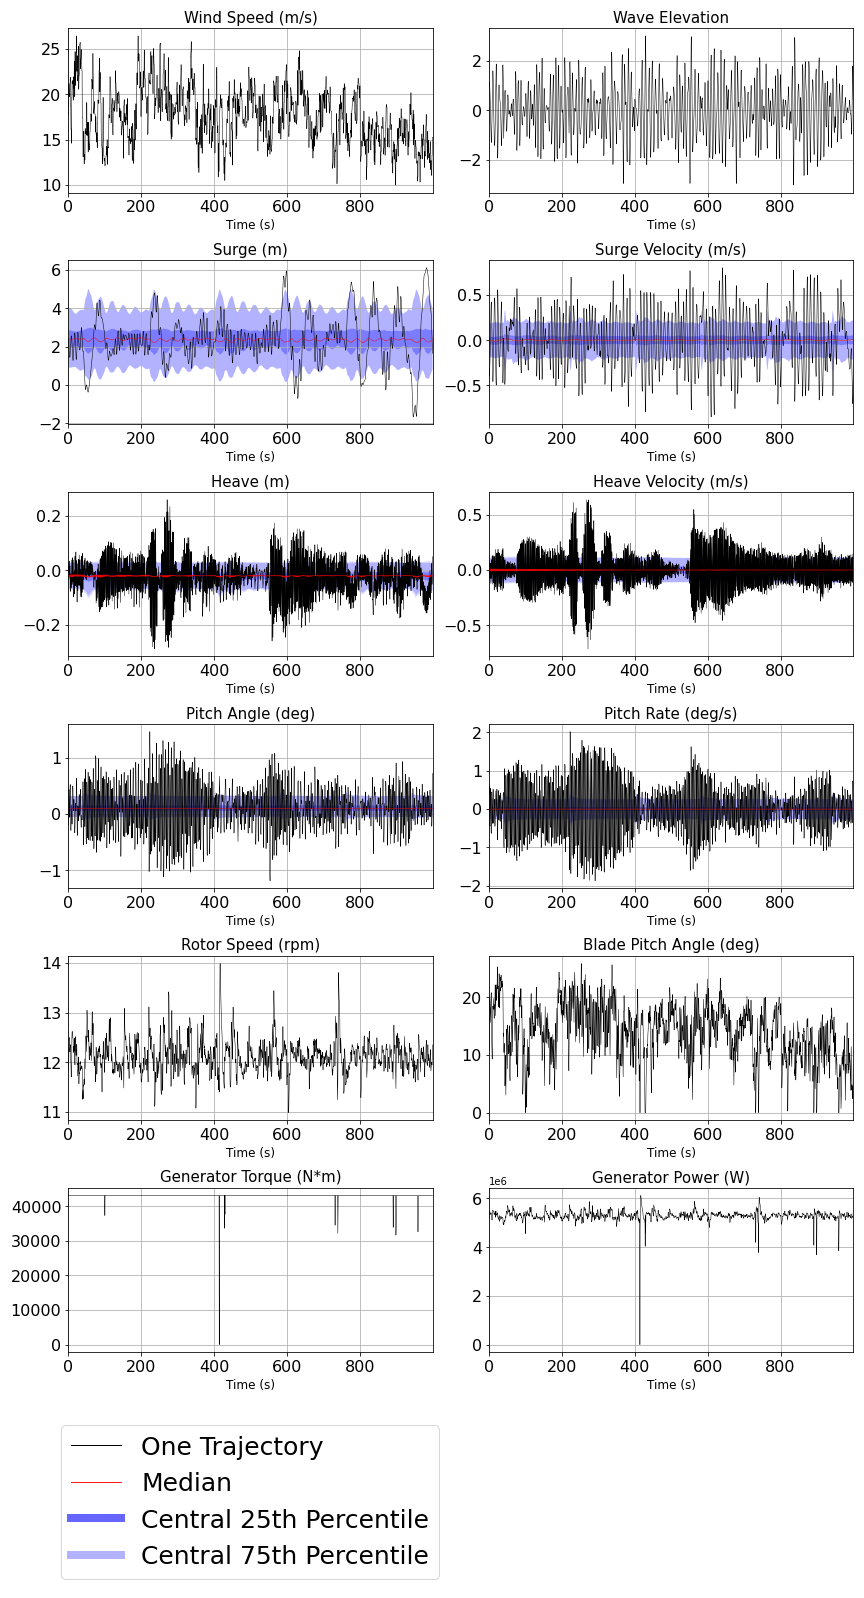 Wind Speed (m/s)
25
20
15
10
0 200 400 600 800
Time (s)
Wave Elevation
2
0
−2
0 200 400 600 800
Time (s)
Surge (m)
6
4
2
0
−2
0 200 400 600 800
Time (s)
Surge Velocity (m/s)
0.5
0.0
−0.5
0 200 400 600 800
Time (s)
Heave (m)
0.2
0.0
−0.2
0 200 400 600 800
Time (s)
Heave Velocity (m/s)
0.5
0.0
−0.5
0 200 400 600 800
Time (s)
Pitch Angle (deg)
1
0
−1
0 200 400 600 800
Time (s)
Pitch Rate (deg/s)
2
1
0
−1
−2
0 200 400 600 800
Time (s)
Rotor Speed (rpm)
14
13
12
11
0 200 400 600 800
Time (s)
Blade Pitch Angle (deg)
20
10
0
0 200 400 600 800
Time (s)
Generator Torque (N*m)
40000
30000
20000
10000
0
0 200 400 600 800
Time (s)
Generator Power (W)
1e6
6
4
2
0
0 200 400 600 800
Time (s)
One Trajectory
Median
Central 25th Percentile
Central 75th Percentile